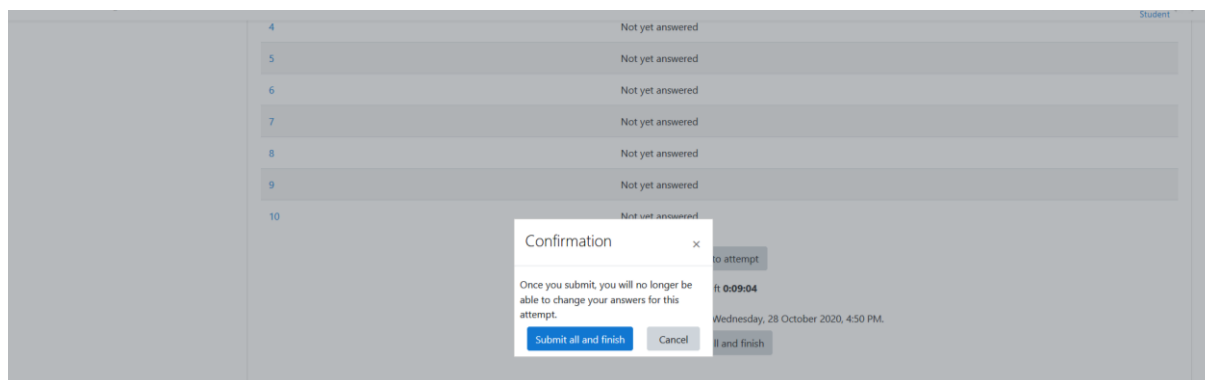 Student
4 Not yet answered
5 Not yet answered
6 Not yet answered
7 Not yet answered
8 Not yet answered
9 Not yet answered
10 Not yet answered
Confirmation ×
to attempt
Once you submit, you will no longer be
ft 0:09:04
able to change your answers for this
attempt.
Wednesday, 28 October 2020, 4:50 PM.
Submit all and finish Cancel
ll and finish